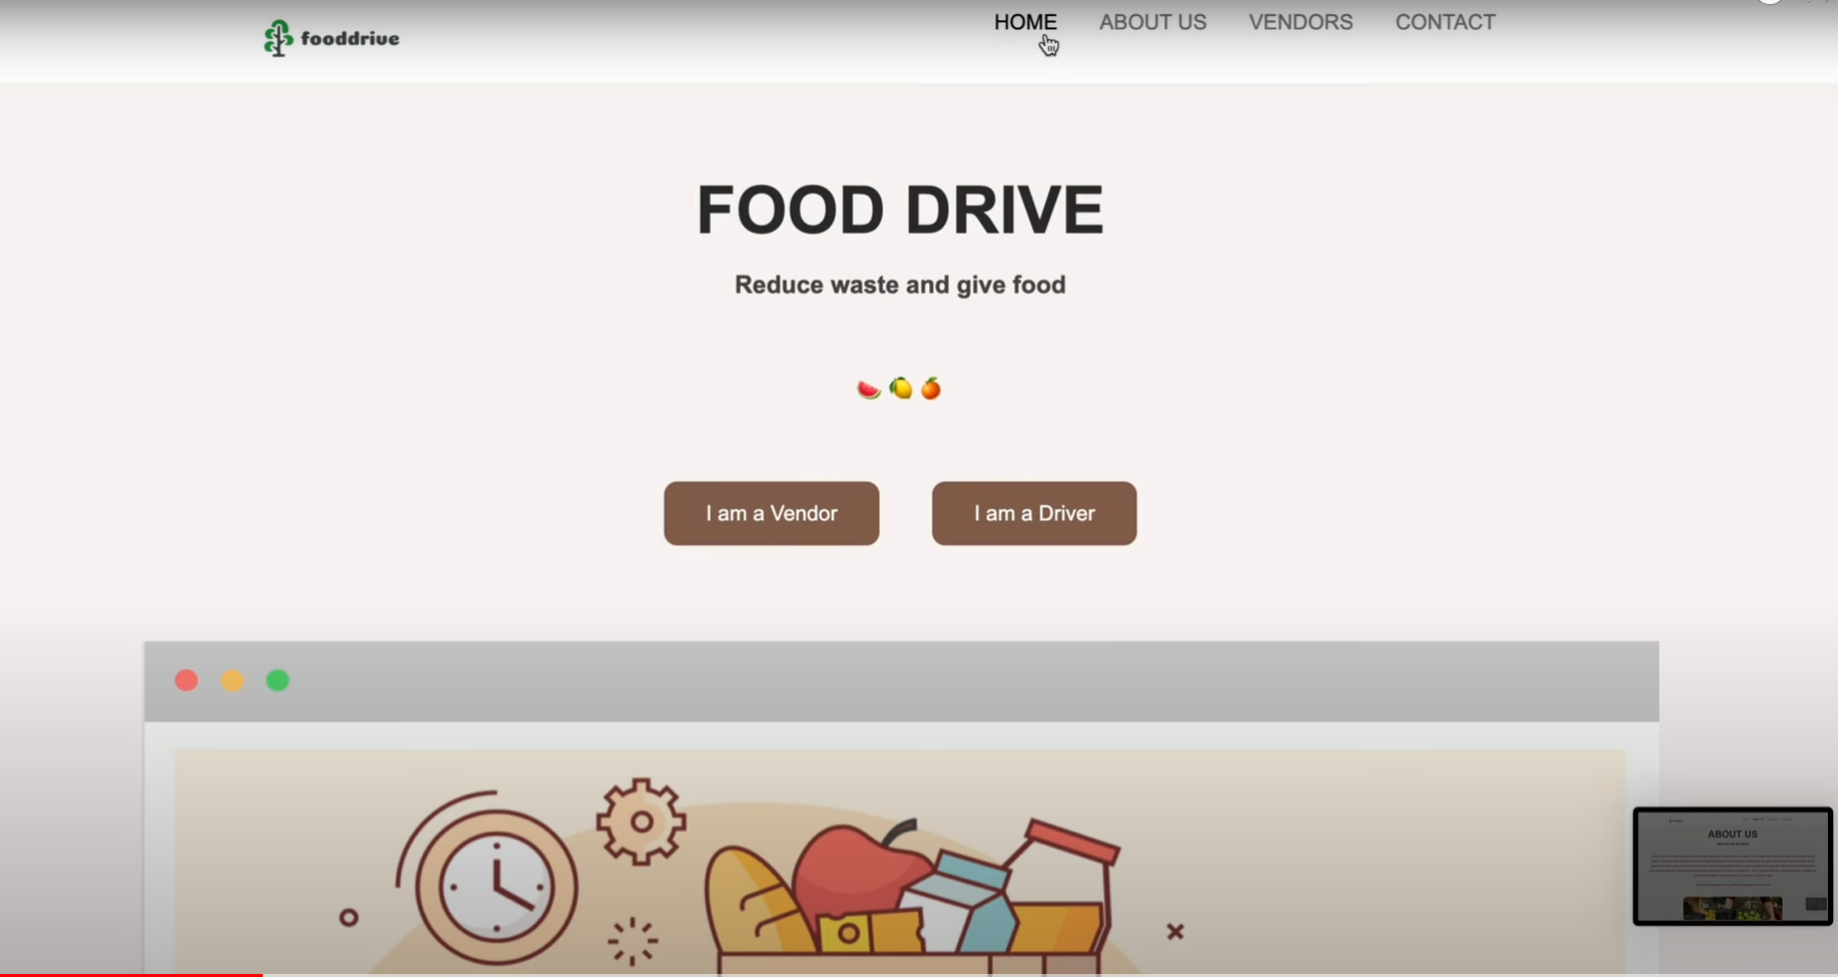 fooddrive
HOME ABOUT US VENDORS CONTACT
FOOD DRIVE
Reduce waste and give food
I am a Vendor I am a Driver
ABOUT US